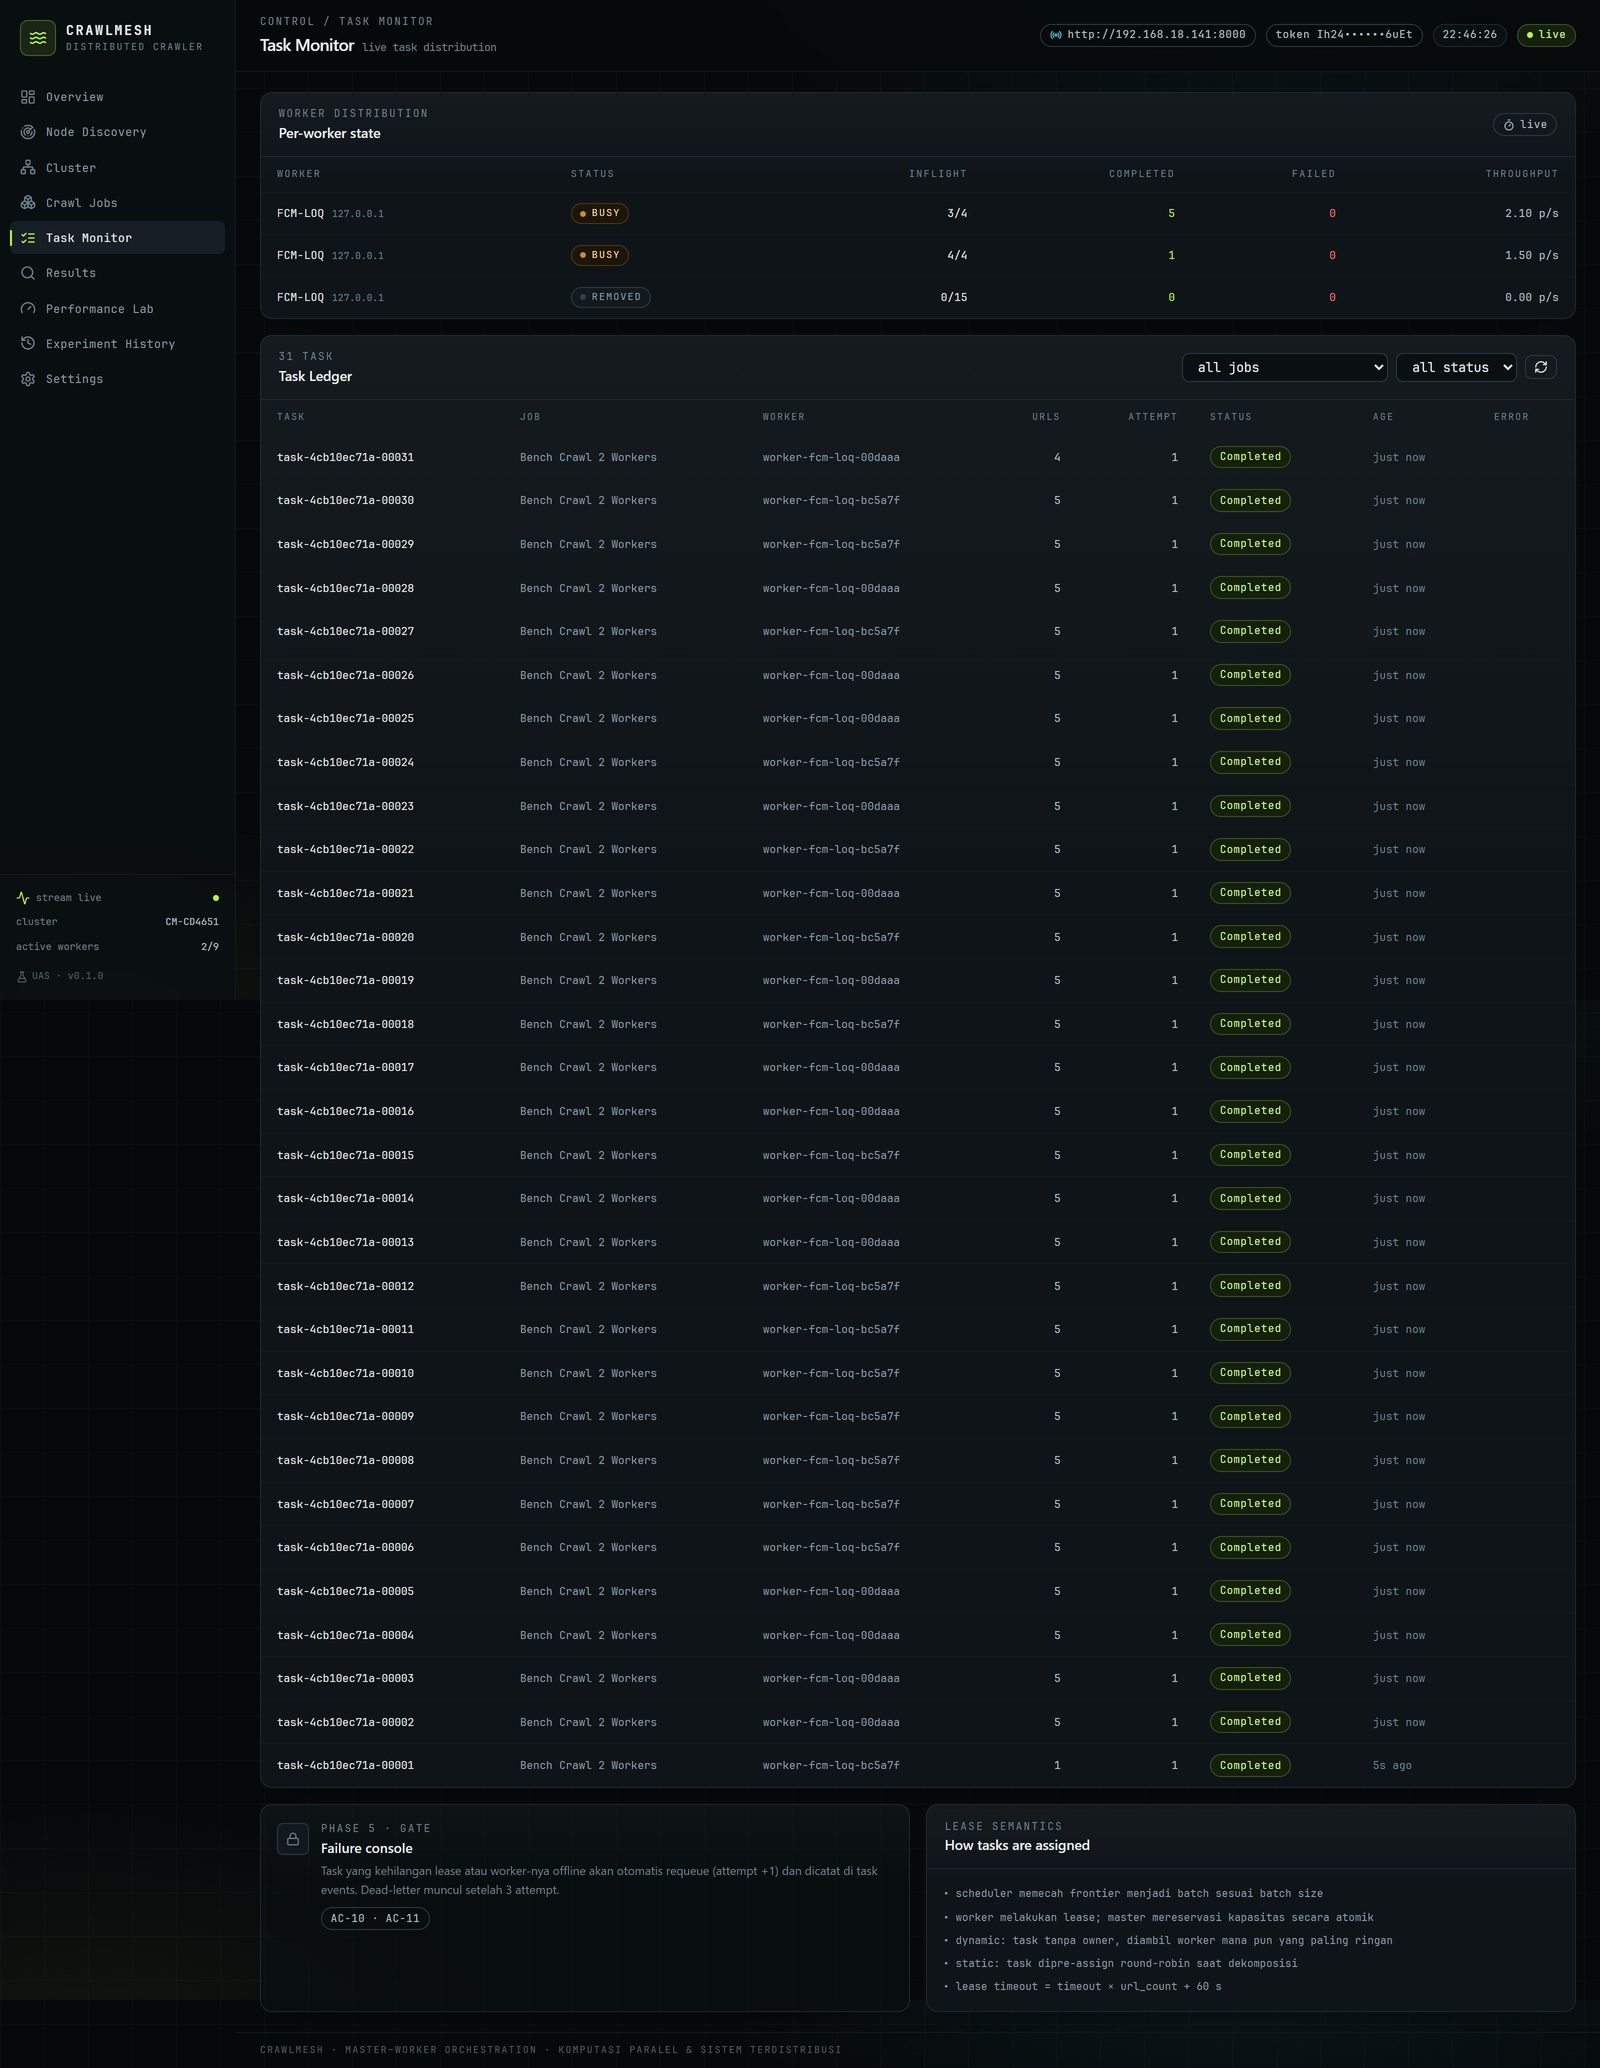 CRAWLMESH
DISTRIBUTED CRAWLER
Overview
Node Discovery
Cluster
Crawl Jobs
Task Monitor
Results
Performance Lab
Experiment History
Settings
stream live
cluster CM-CD4651
active workers 2/9
UAS · v0.1.0
CONTROL / TASK MONITOR
Task Monitor live task distribution
http://192.168.18.141:8000 token Ih24••••••6uEt 22:46:26 live
WORKER DISTRIBUTION
Per-worker state
live
WORKER STATUS INFLIGHT COMPLETED FAILED THROUGHPUT
FCM-LOQ 127.0.0.1 BUSY 3/4 5 0 2.10 p/s
FCM-LOQ 127.0.0.1 BUSY 4/4 1 0 1.50 p/s
FCM-LOQ 127.0.0.1 REMOVED 0/15 0 0 0.00 p/s
31 TASK
Task Ledger
all jobs all status
TASK JOB WORKER URLS ATTEMPT STATUS AGE ERROR
task-4cb10ec71a-00031 Bench Crawl 2 Workers worker-fcm-loq-00daaa 4 1 Completed just now
task-4cb10ec71a-00030 Bench Crawl 2 Workers worker-fcm-loq-bc5a7f 5 1 Completed just now
task-4cb10ec71a-00029 Bench Crawl 2 Workers worker-fcm-loq-bc5a7f 5 1 Completed just now
task-4cb10ec71a-00028 Bench Crawl 2 Workers worker-fcm-loq-00daaa 5 1 Completed just now
task-4cb10ec71a-00027 Bench Crawl 2 Workers worker-fcm-loq-bc5a7f 5 1 Completed just now
task-4cb10ec71a-00026 Bench Crawl 2 Workers worker-fcm-loq-00daaa 5 1 Completed just now
task-4cb10ec71a-00025 Bench Crawl 2 Workers worker-fcm-loq-00daaa 5 1 Completed just now
task-4cb10ec71a-00024 Bench Crawl 2 Workers worker-fcm-loq-bc5a7f 5 1 Completed just now
task-4cb10ec71a-00023 Bench Crawl 2 Workers worker-fcm-loq-00daaa 5 1 Completed just now
task-4cb10ec71a-00022 Bench Crawl 2 Workers worker-fcm-loq-bc5a7f 5 1 Completed just now
task-4cb10ec71a-00021 Bench Crawl 2 Workers worker-fcm-loq-00daaa 5 1 Completed just now
task-4cb10ec71a-00020 Bench Crawl 2 Workers worker-fcm-loq-bc5a7f 5 1 Completed just now
task-4cb10ec71a-00019 Bench Crawl 2 Workers worker-fcm-loq-00daaa 5 1 Completed just now
task-4cb10ec71a-00018 Bench Crawl 2 Workers worker-fcm-loq-bc5a7f 5 1 Completed just now
task-4cb10ec71a-00017 Bench Crawl 2 Workers worker-fcm-loq-00daaa 5 1 Completed just now
task-4cb10ec71a-00016 Bench Crawl 2 Workers worker-fcm-loq-00daaa 5 1 Completed just now
task-4cb10ec71a-00015 Bench Crawl 2 Workers worker-fcm-loq-bc5a7f 5 1 Completed just now
task-4cb10ec71a-00014 Bench Crawl 2 Workers worker-fcm-loq-00daaa 5 1 Completed just now
task-4cb10ec71a-00013 Bench Crawl 2 Workers worker-fcm-loq-00daaa 5 1 Completed just now
task-4cb10ec71a-00012 Bench Crawl 2 Workers worker-fcm-loq-bc5a7f 5 1 Completed just now
task-4cb10ec71a-00011 Bench Crawl 2 Workers worker-fcm-loq-bc5a7f 5 1 Completed just now
task-4cb10ec71a-00010 Bench Crawl 2 Workers worker-fcm-loq-bc5a7f 5 1 Completed just now
task-4cb10ec71a-00009 Bench Crawl 2 Workers worker-fcm-loq-bc5a7f 5 1 Completed just now
task-4cb10ec71a-00008 Bench Crawl 2 Workers worker-fcm-loq-bc5a7f 5 1 Completed just now
task-4cb10ec71a-00007 Bench Crawl 2 Workers worker-fcm-loq-bc5a7f 5 1 Completed just now
task-4cb10ec71a-00006 Bench Crawl 2 Workers worker-fcm-loq-bc5a7f 5 1 Completed just now
task-4cb10ec71a-00005 Bench Crawl 2 Workers worker-fcm-loq-00daaa 5 1 Completed just now
task-4cb10ec71a-00004 Bench Crawl 2 Workers worker-fcm-loq-00daaa 5 1 Completed just now
task-4cb10ec71a-00003 Bench Crawl 2 Workers worker-fcm-loq-00daaa 5 1 Completed just now
task-4cb10ec71a-00002 Bench Crawl 2 Workers worker-fcm-loq-00daaa 5 1 Completed just now
task-4cb10ec71a-00001 Bench Crawl 2 Workers worker-fcm-loq-bc5a7f 1 1 Completed 5s ago
PHASE 5 · GATE
Failure console
Task yang kehilangan lease atau worker-nya offline akan otomatis requeue (attempt +1) dan dicatat di task
events. Dead-letter muncul setelah 3 attempt.
AC-10 · AC-11
LEASE SEMANTICS
How tasks are assigned
• scheduler memecah frontier menjadi batch sesuai batch size
• worker melakukan lease; master mereservasi kapasitas secara atomik
• dynamic: task tanpa owner, diambil worker mana pun yang paling ringan
• static: task dipre-assign round-robin saat dekomposisi
• lease timeout = timeout × url_count + 60 s
CRAWLMESH · MASTER-WORKER ORCHESTRATION · KOMPUTASI PARALEL & SISTEM TERDISTRIBUSI